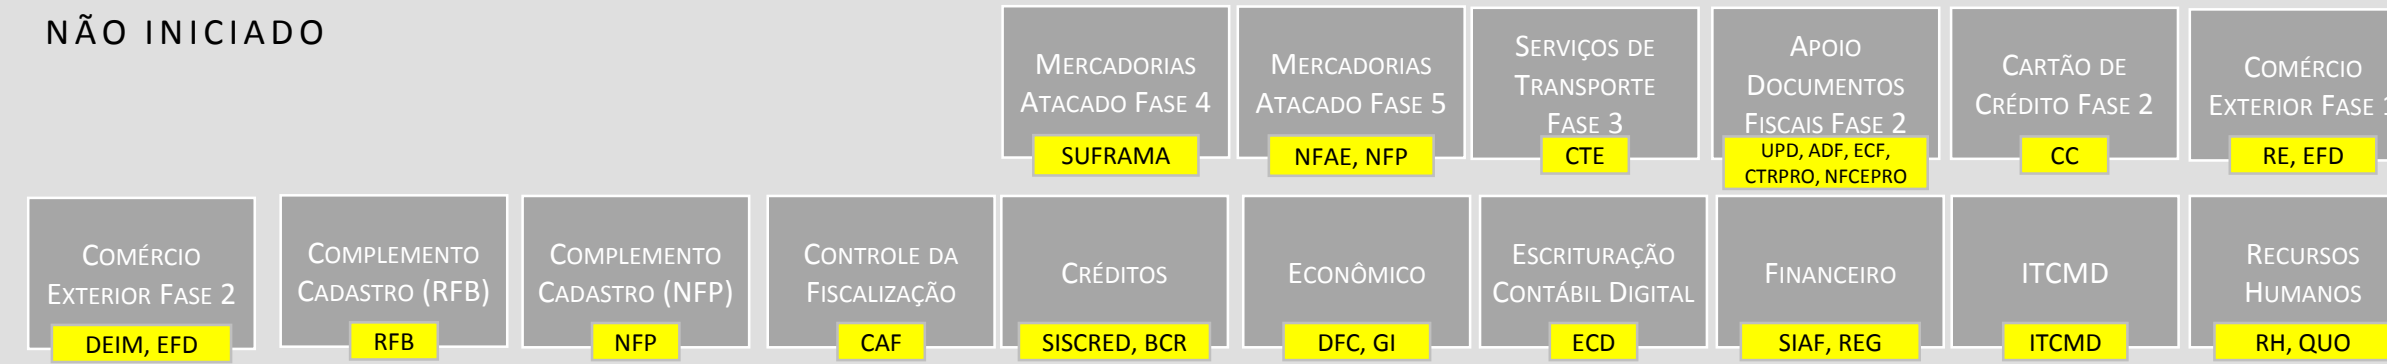 NÃO INICIADO
MERCADORIAS
ATACADO FASE 4
SUFRAMA
MERCADORIAS
ATACADO FASE 5
NFAE, NFP
SERVIÇOS DE
TRANSPORTE
FASE 3
CTE
APOIO
DOCUMENTOS
FISCAIS FASE 2
UPD, ADF, ECF,
CTRPRO, NFCEPRO
CARTÃO DE
CRÉDITO FASE 2
CC
COMÉRCIO
EXTERIOR FASE 1
RE, EFD
COMÉRCIO
EXTERIOR FASE 2
DEIM, EFD
COMPLEMENTO
CADASTRO (RFB)
RFB
COMPLEMENTO
CADASTRO (NFP)
NFP
CONTROLE DA
FISCALIZAÇÃO
CAF
CRÉDITOS
SISCRED, BCR
ECONÔMICO
DFC, GI
ESCRITURAÇÃO
CONTÁBIL DIGITAL
ECD
FINANCEIRO
SIAF, REG
ITCMD
ITCMD
RECURSOS
HUMANOS
RH, QUO